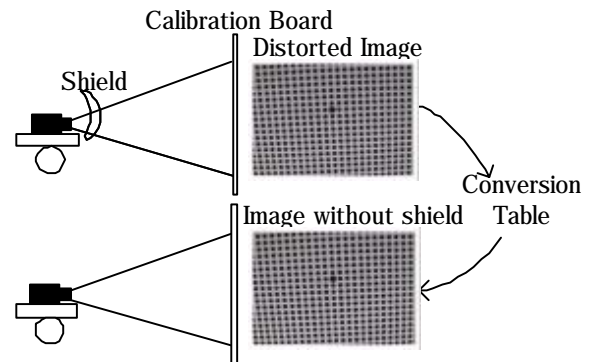 Calibration Board
Distorted Image
Shield
Conversion
Table
Image without shield